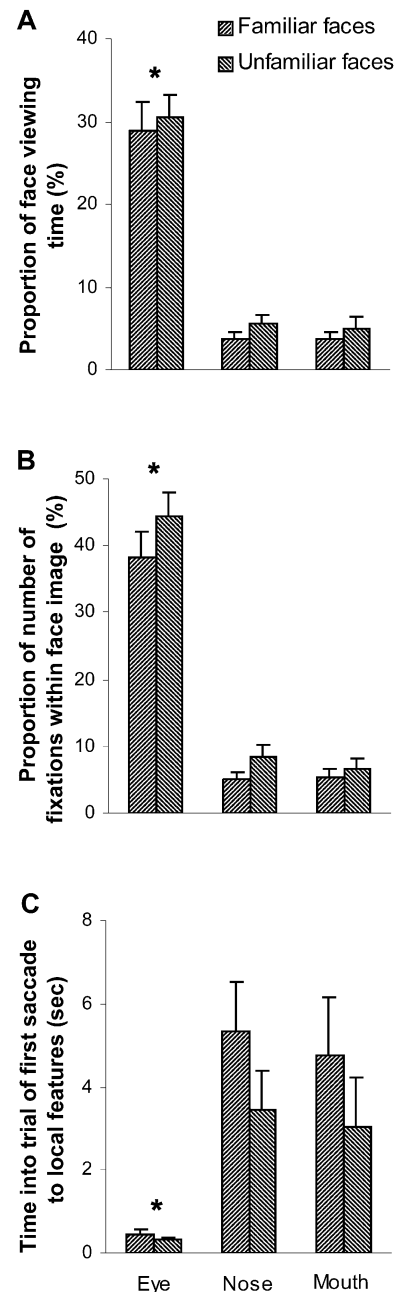 A
Familiar faces
Unfamiliar faces
Proportion of face viewing
time (%)
40
30
20
10
0
*
B
Proportion of number of
fixations within face image (%)
50
40
30
20
10
0
*
C
Time into trial of first saccade
to local features (sec)
8
6
4
2
0
*
Eye Nose Mouth